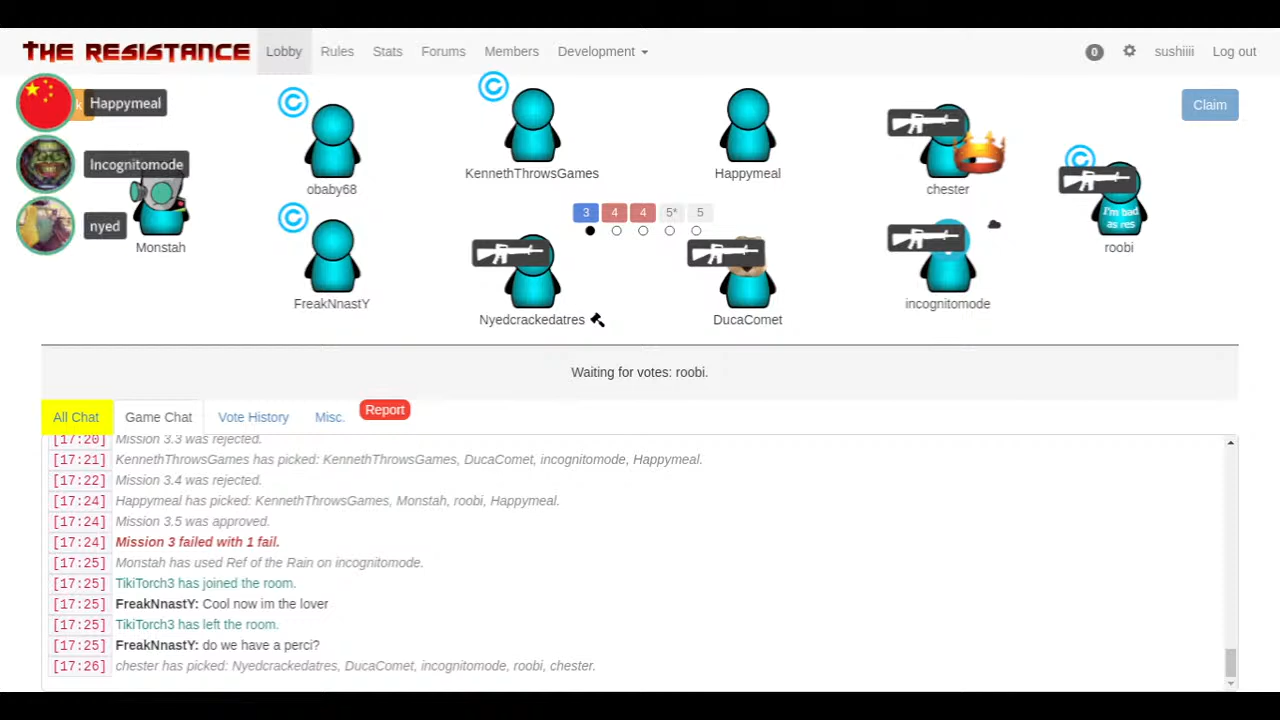 THE RESISTANCE Lobby Rules Stats Forums Members Development 0 sushiiii Log out
Happymeal
Claim
Incognitomode
nyed
Monstah
obaby68
KennethThrowsGames
Happymeal
chester
I'm bad
as res
roobi
3 4 4 5* 5
FreakNnastY
Nyedcrackedatres
DucaComet
incognitomode
Waiting for votes: roobi.
All Chat Game Chat Vote History Misc. Report
[17:20] Mission 3.3 was rejected.
[17:21] KennethThrowsGames has picked: KennethThrowsGames, DucaComet, incognitomode, Happymeal.
[17:22] Mission 3.4 was rejected.
[17:24] Happymeal has picked: KennethThrowsGames, Monstah, roobi, Happymeal.
[17:24] Mission 3.5 was approved.
[17:24] Mission 3 failed with 1 fail.
[17:25] Monstah has used Ref of the Rain on incognitomode.
[17:25] TikiTorch3 has joined the room.
[17:25] FreakNnastY: Cool now im the lover
[17:25] TikiTorch3 has left the room.
[17:25] FreakNnastY: do we have a perci?
[17:26] chester has picked: Nyedcrackedatres, DucaComet, incognitomode, roobi, chester.